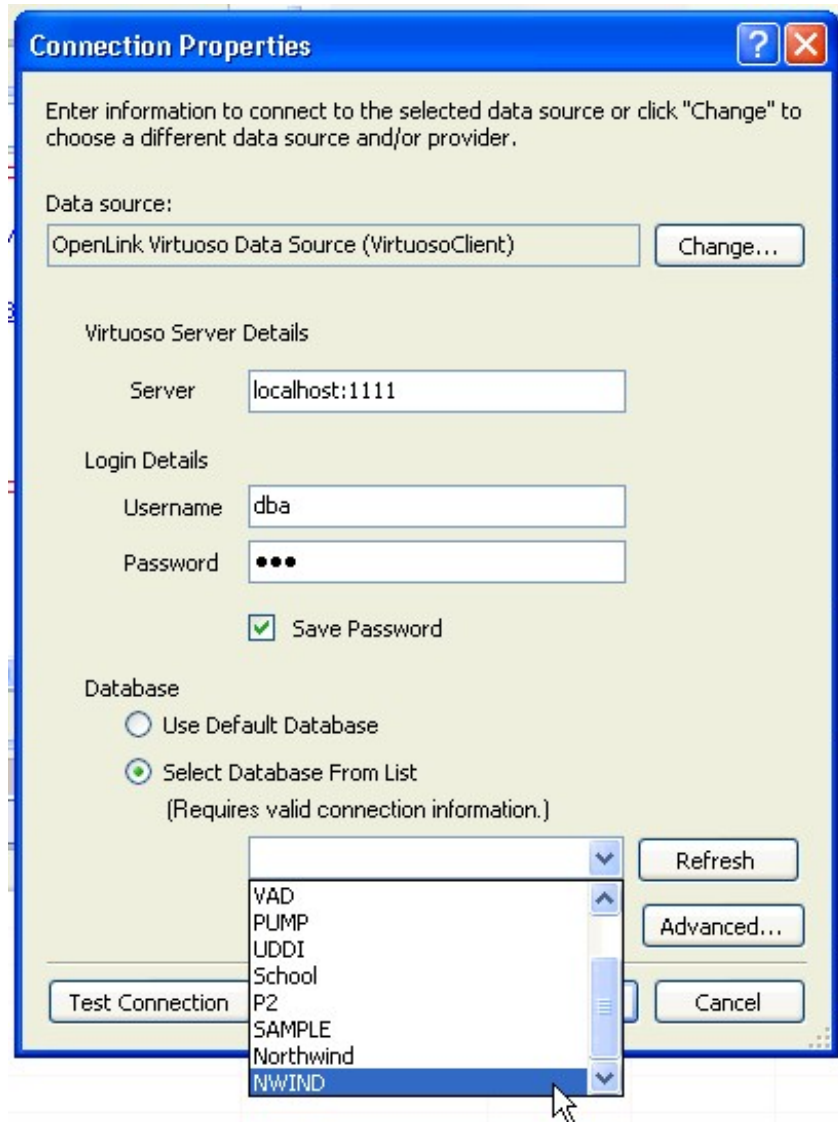 Connection Properties
?
Enter information to connect to the selected data source or click "Change" to
choose a different data source and/or provider.
Data source:
OpenLink Virtuoso Data Source (VirtuosoClient)
Change...
Virtuoso Server Details
Server
localhost:1111
Login Details
Username
dba
Password
•••
Save Password
Database
Use Default Database
Select Database From List
(Requires valid connection information.)
Refresh
VAD
PUMP
UDDI
School
P2
SAMPLE
Northwind
NWIND
Advanced...
Test Connection
Cancel